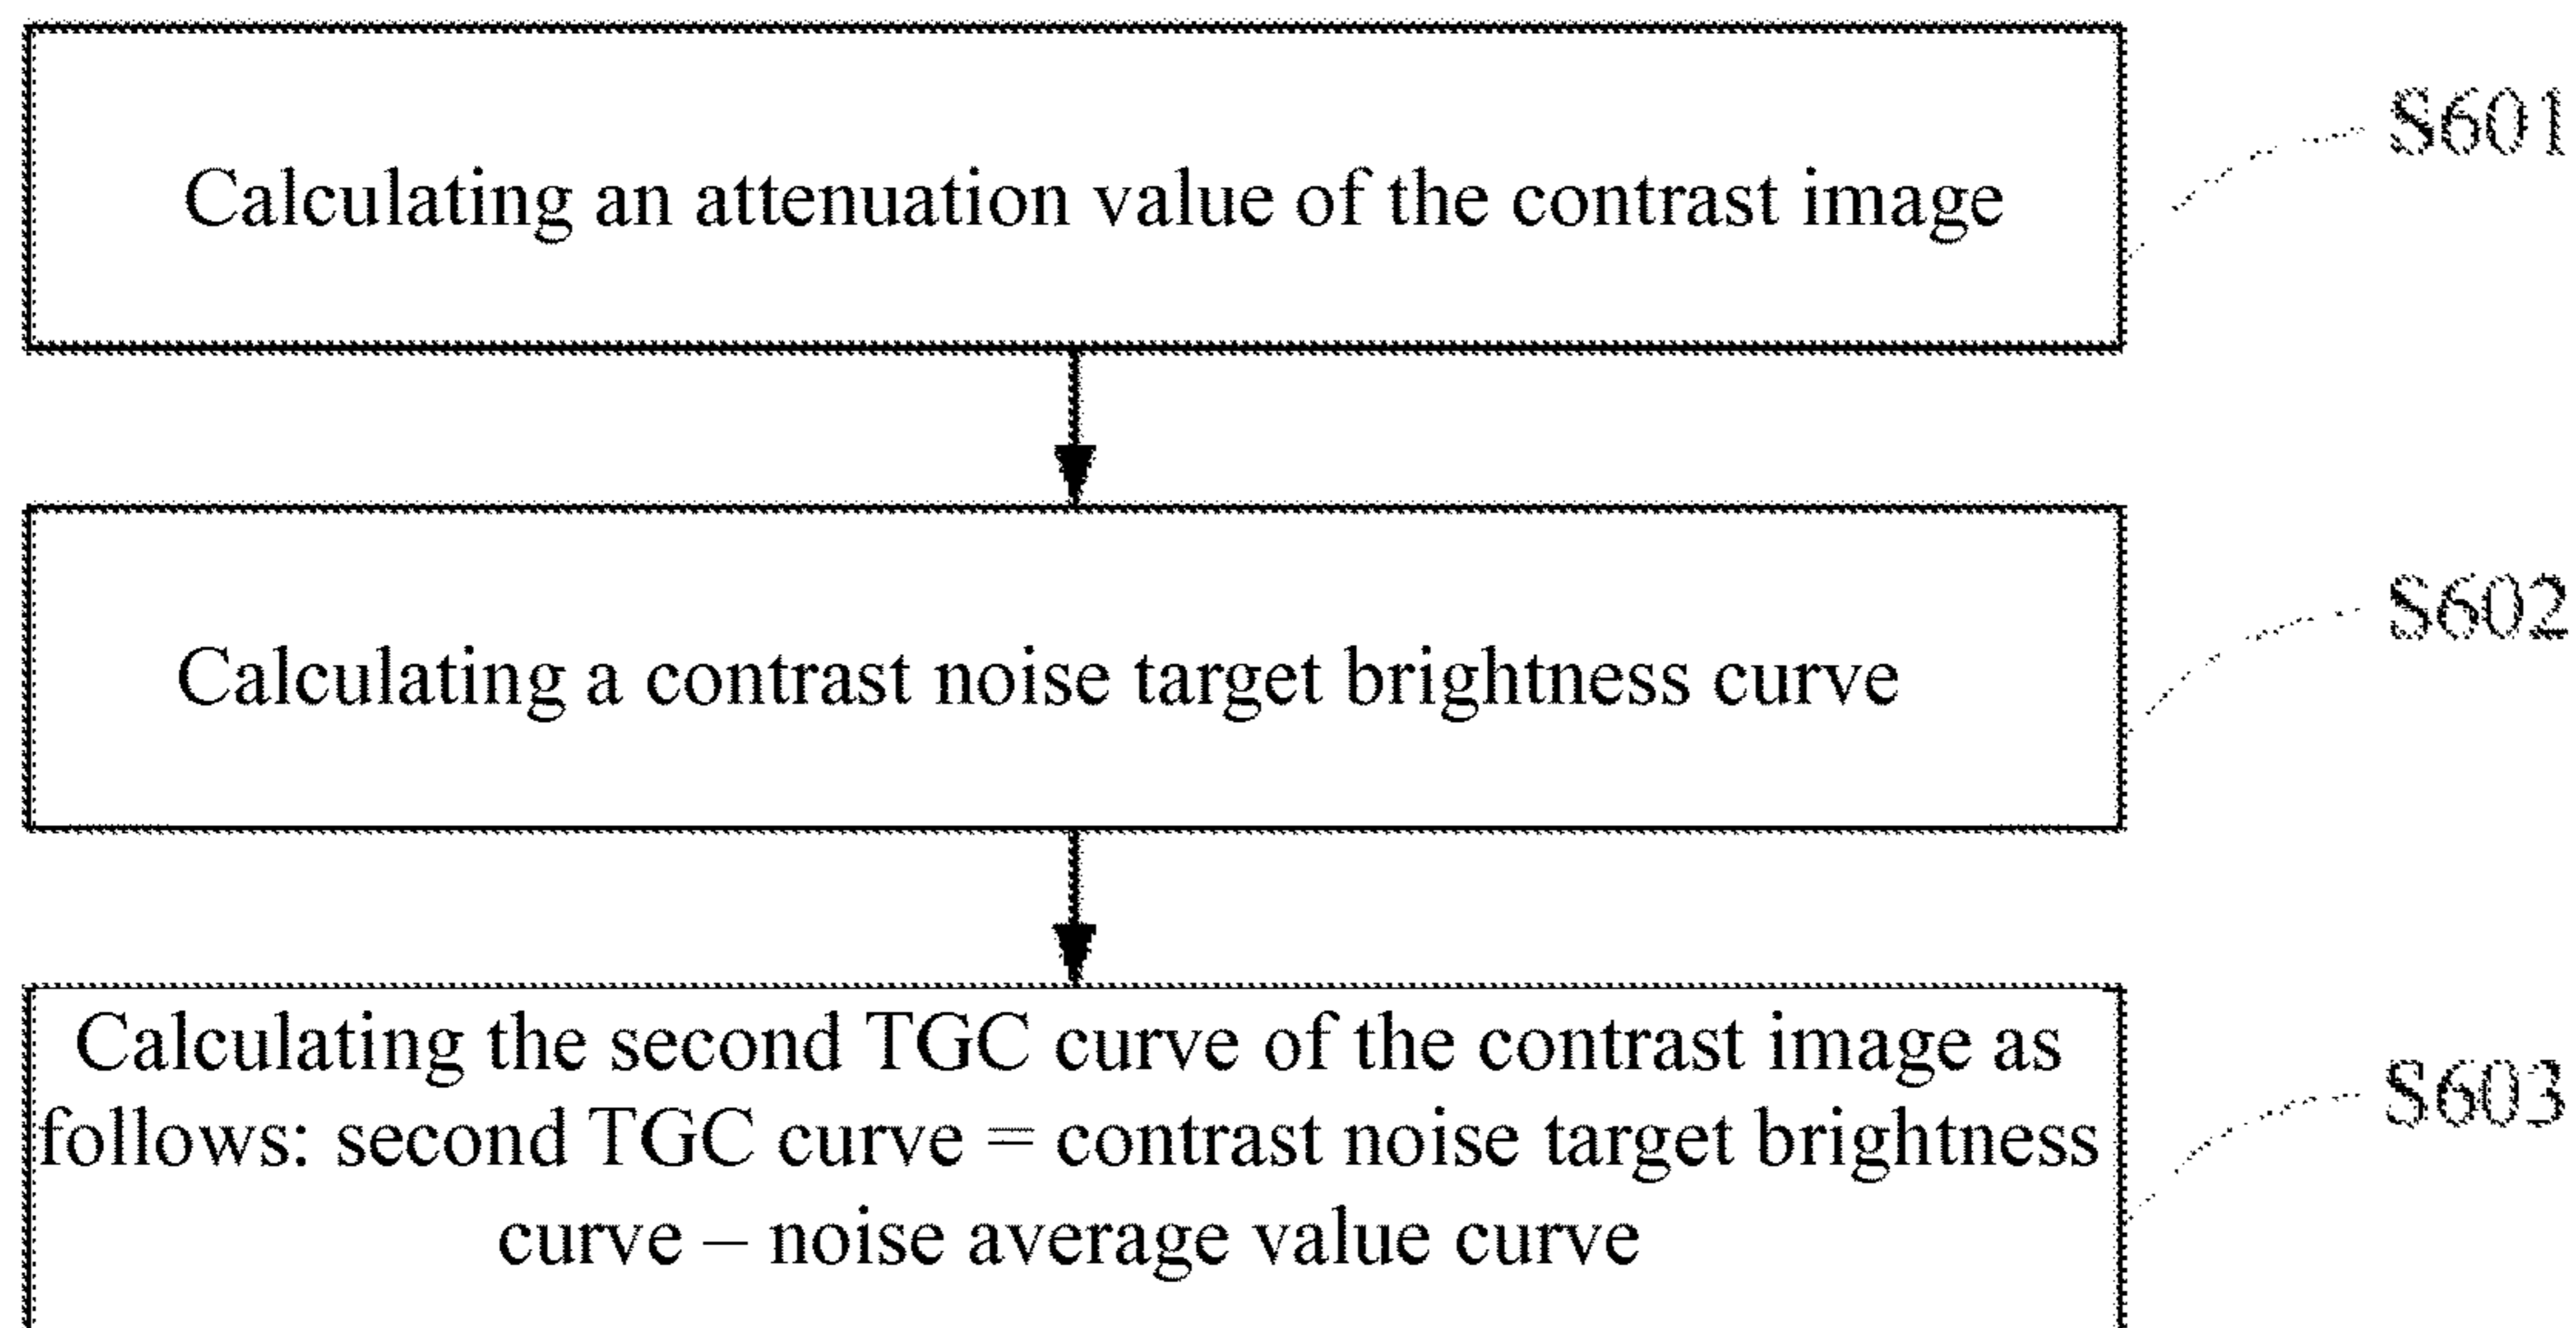 Calculating an attenuation value of the contrast image
S601
Calculating a contrast noise target brightness curve
S602
Calculating the second TGC curve of the contrast image as
follows: second TGC curve = contrast noise target brightness
curve – noise average value curve
S603